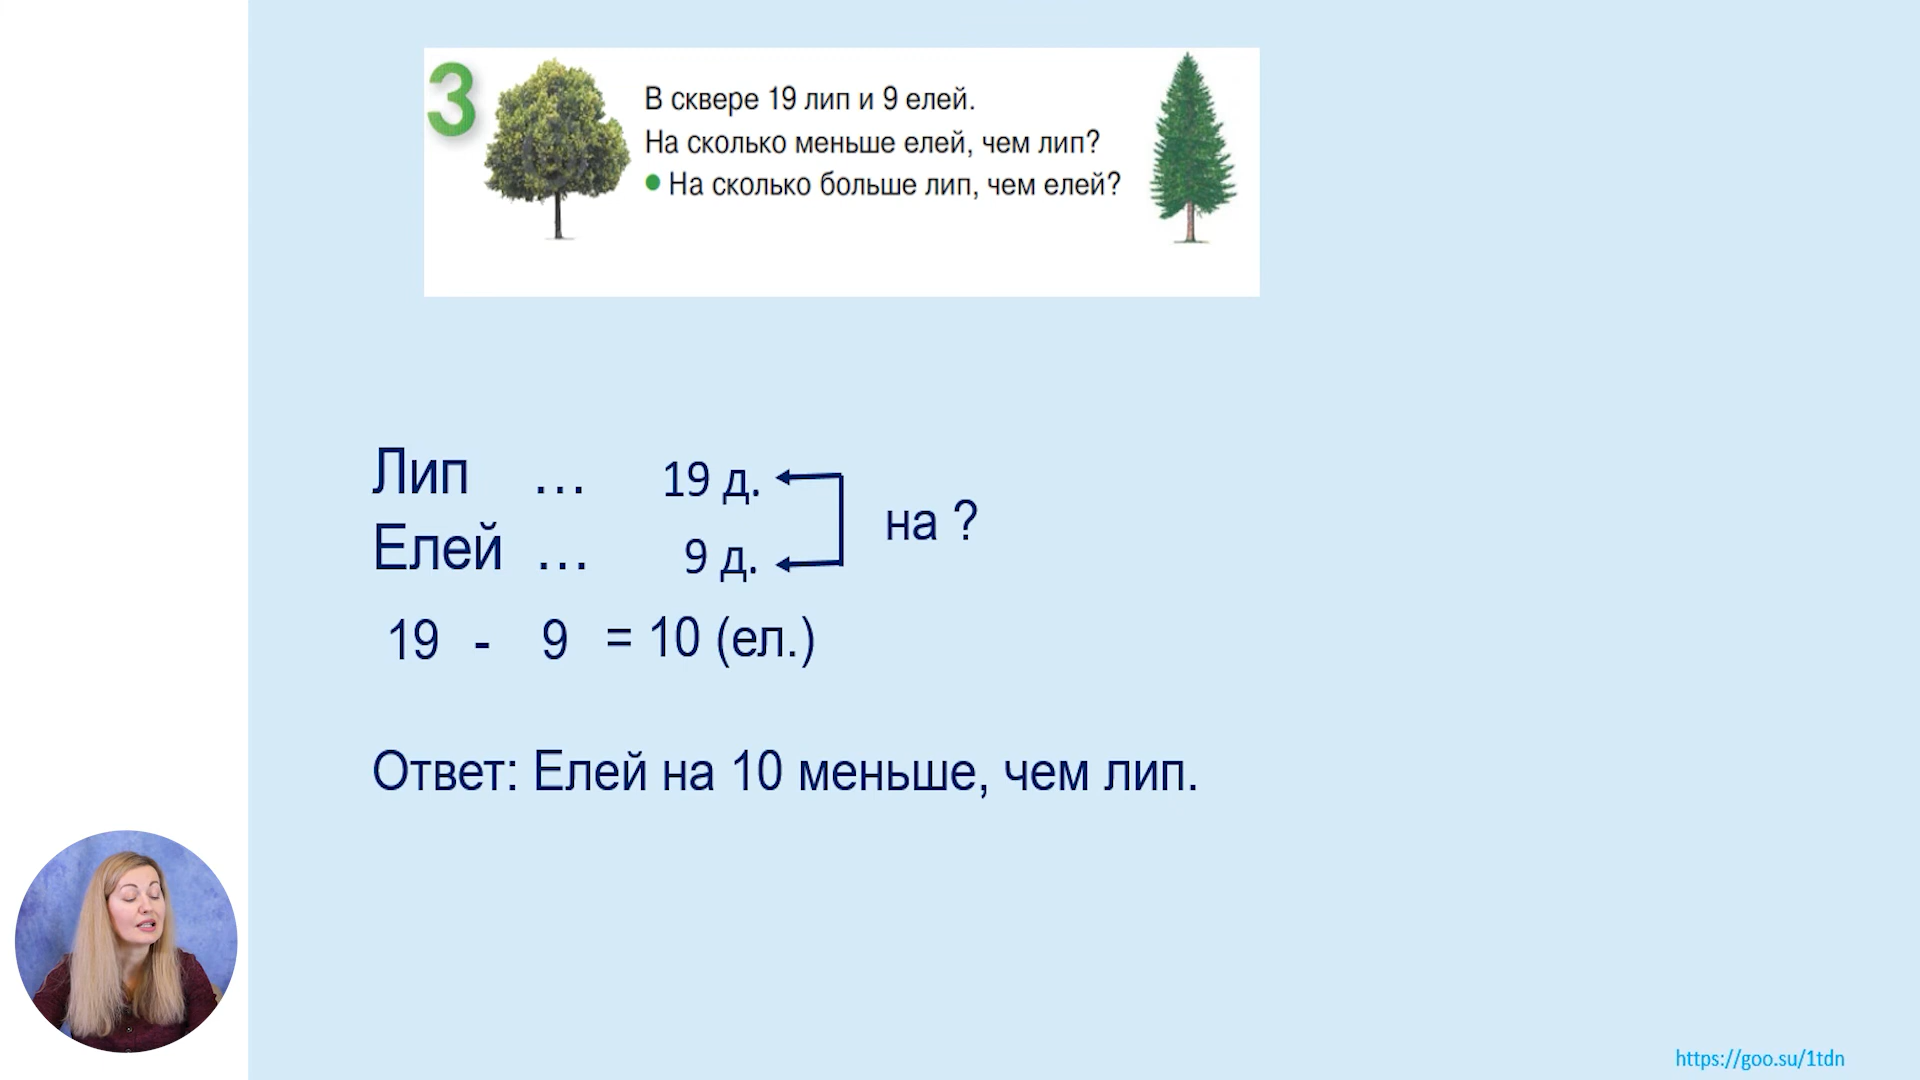 3
В сквере 19 лип и 9 елей.
На сколько меньше елей, чем лип?
• На сколько больше лип, чем елей?
Лип … 19 д.
на ?
Елей … 9 д.
19 - 9 = 10 (ел.)
Ответ: Елей на 10 меньше, чем лип.
https://goo.su/1tdn